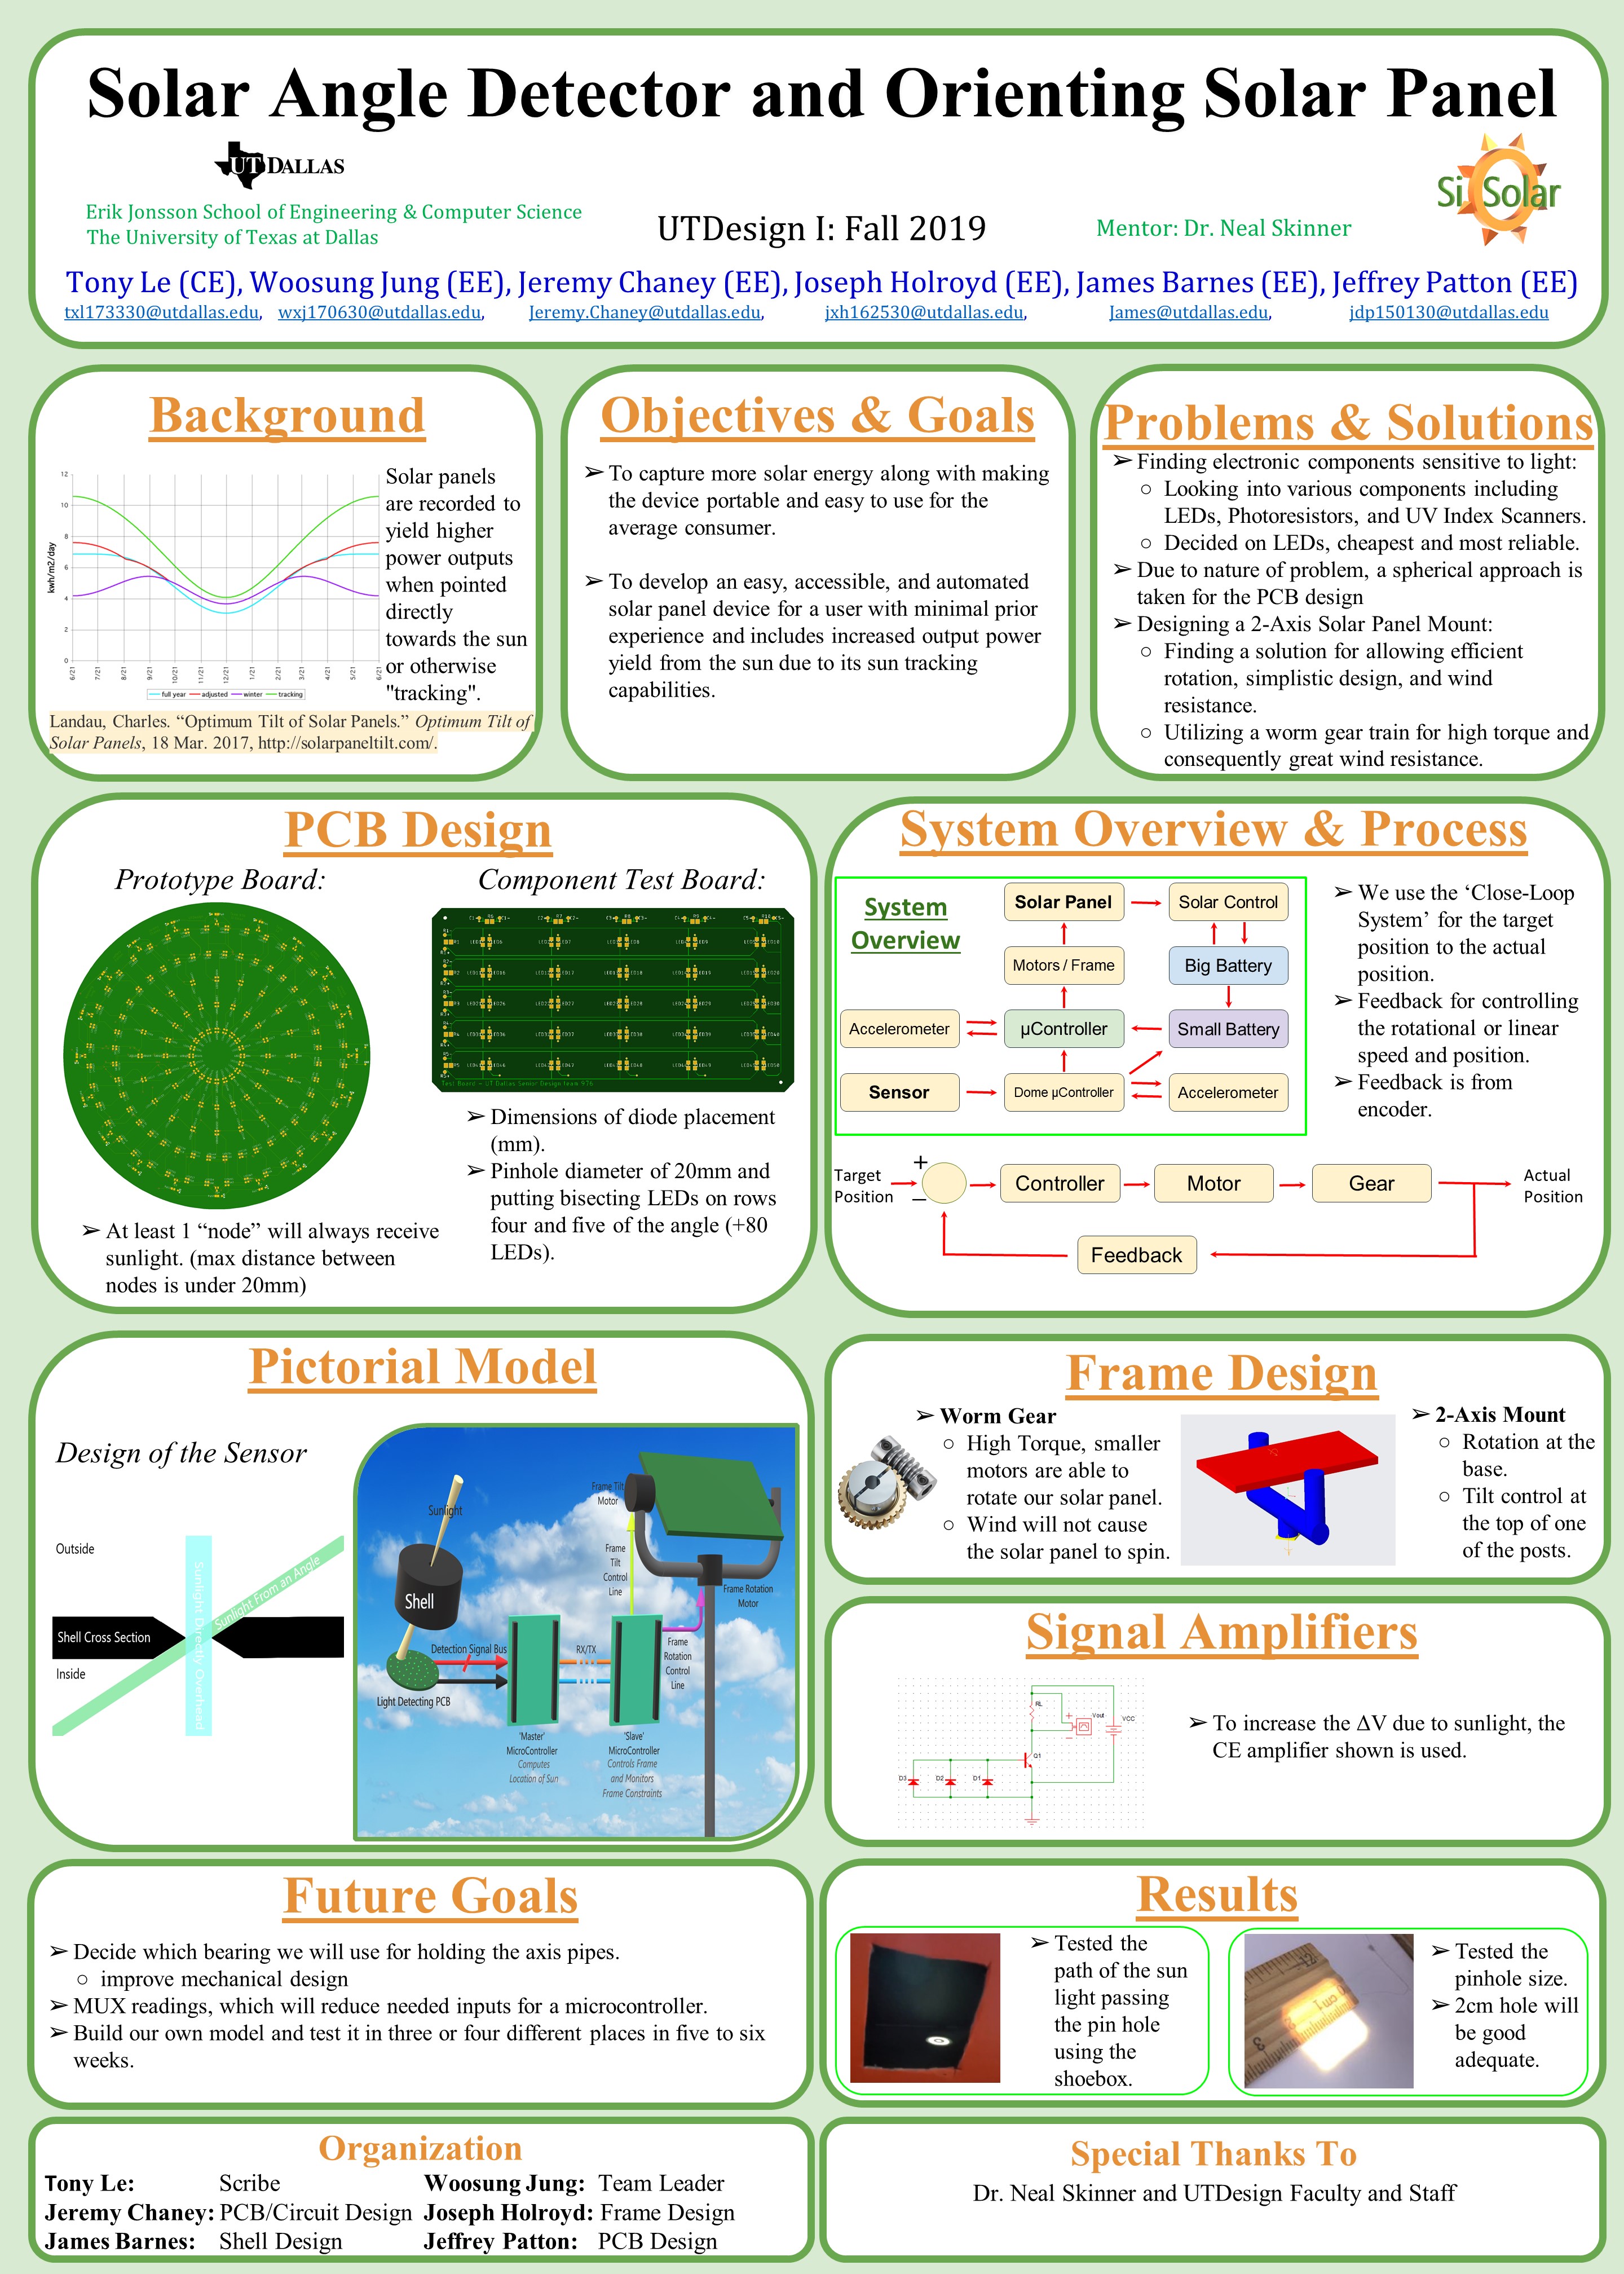 Solar Angle Detector and Orienting Solar Panel
UT DALLAS
Si Solar
Erik Jonsson School of Engineering & Computer Science
The University of Texas at Dallas
UTDesign I: Fall 2019
Mentor: Dr. Neal Skinner
Tony Le (CE), Woosung Jung (EE), Jeremy Chaney (EE), Joseph Holroyd (EE), James Barnes (EE), Jeffrey Patton (EE)
txl173330@utdallas.edu, wxj170630@utdallas.edu, Jeremy.Chaney@utdallas.edu, jxh162530@utdallas.edu, James@utdallas.edu, jdp150130@utdallas.edu
Background
12
10
8
6
4
2
0
kwh/m2/day
6/21 7/21 8/21 9/21 10/21 11/21 12/21 1/21 2/21 3/21 4/21 5/21 6/21
full year adjusted winter tracking
Solar panels
are recorded to
yield higher
power outputs
when pointed
directly
towards the sun
or otherwise
"tracking".
Landau, Charles. “Optimum Tilt of Solar Panels.” Optimum Tilt of
Solar Panels, 18 Mar. 2017, http://solarpaneltilt.com/.
Objectives & Goals
➢ To capture more solar energy along with making
the device portable and easy to use for the
average consumer.
➢ To develop an easy, accessible, and automated
solar panel device for a user with minimal prior
experience and includes increased output power
yield from the sun due to its sun tracking
capabilities.
Problems & Solutions
➢ Finding electronic components sensitive to light:
○ Looking into various components including
LEDs, Photoresistors, and UV Index Scanners.
○ Decided on LEDs, cheapest and most reliable.
➢ Due to nature of problem, a spherical approach is
taken for the PCB design
➢ Designing a 2-Axis Solar Panel Mount:
○ Finding a solution for allowing efficient
rotation, simplistic design, and wind
resistance.
○ Utilizing a worm gear train for high torque and
consequently great wind resistance.
PCB Design
Prototype Board:
➢ At least 1 “node” will always receive
sunlight. (max distance between
nodes is under 20mm)
Component Test Board:
➢ Dimensions of diode placement
(mm).
➢ Pinhole diameter of 20mm and
putting bisecting LEDs on rows
four and five of the angle (+80
LEDs).
System Overview & Process
System
Overview
Solar Panel
Solar Control
Motors / Frame
Big Battery
Accelerometer
µController
Small Battery
Sensor
Dome µController
Accelerometer
➢ We use the ‘Close-Loop
System’ for the target
position to the actual
position.
➢ Feedback for controlling
the rotational or linear
speed and position.
➢ Feedback is from
encoder.
Target
Position
+
−
Controller
Motor
Gear
Actual
Position
Feedback
Pictorial Model
Design of the Sensor
Outside
Sunlight Directly Overhead
Sunlight From an Angle
Shell Cross Section
Inside
Sunlight
Shell
Light Detecting PCB
Detection Signal Bus
RX/TX
Frame Tilt
Motor
Frame
Tilt
Control
Line
Frame Rotation
Motor
Frame
Rotation
Control
Line
'Master'
MicroController
Computes
Location of Sun
'Slave'
MicroController
Controls Frame
and Monitors
Frame Constraints
Frame Design
➢ Worm Gear
○ High Torque, smaller
motors are able to
rotate our solar panel.
○ Wind will not cause
the solar panel to spin.
➢ 2-Axis Mount
○ Rotation at the
base.
○ Tilt control at
the top of one
of the posts.
Signal Amplifiers
RL
Vout
VCC
Q1
D3 D2 D1
➢ To increase the ΔV due to sunlight, the
CE amplifier shown is used.
Future Goals
➢ Decide which bearing we will use for holding the axis pipes.
○ improve mechanical design
➢ MUX readings, which will reduce needed inputs for a microcontroller.
➢ Build our own model and test it in three or four different places in five to six
weeks.
Results
➢ Tested the
path of the sun
light passing
the pin hole
using the
shoebox.
➢ Tested the
pinhole size.
➢ 2cm hole will
be good
adequate.
Organization
Tony Le: Scribe
Woosung Jung: Team Leader
Jeremy Chaney: PCB/Circuit Design
Joseph Holroyd: Frame Design
James Barnes: Shell Design
Jeffrey Patton: PCB Design
Special Thanks To
Dr. Neal Skinner and UTDesign Faculty and Staff